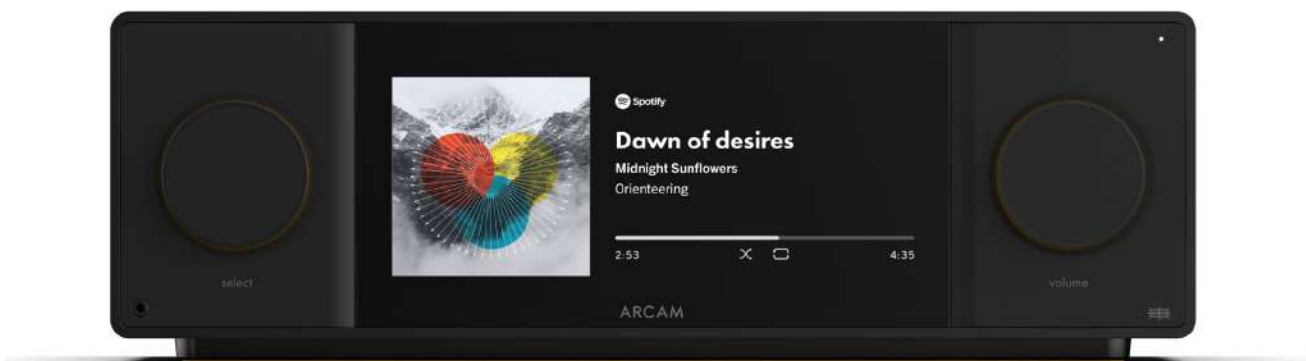 Spotify
Dawn of desires
Midnight Sunflowers
Orienteering
2:53
4:35
select
volume
ARCAM